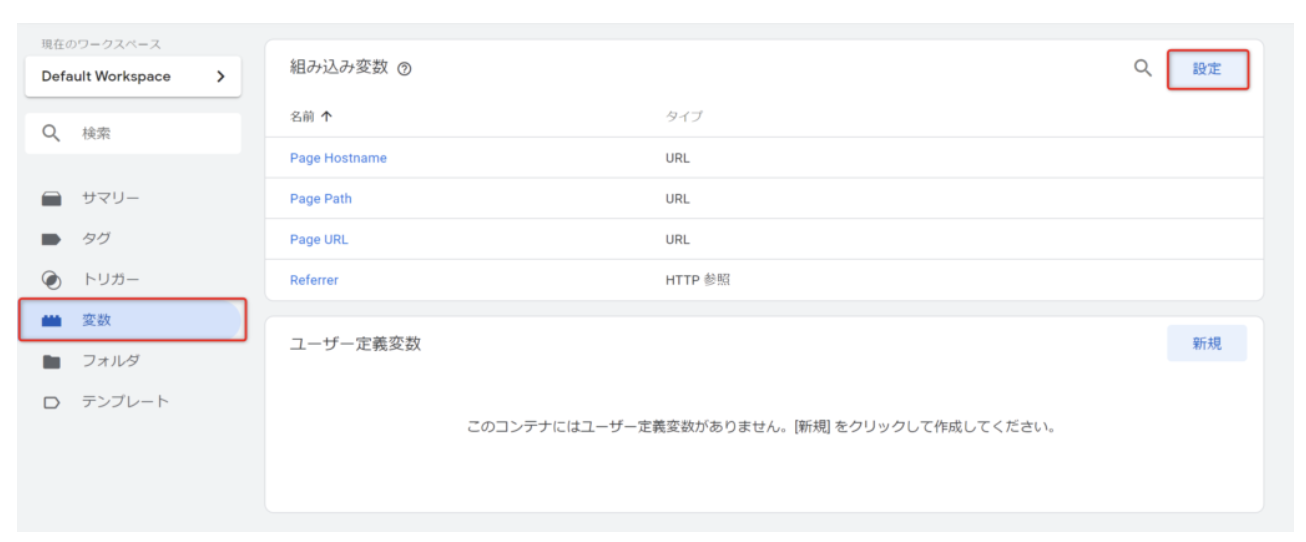 現在のワークスペース
Default Workspace
検索
サマリー
タグ
トリガー
変数
フォルダ
テンプレート
組み込み変数
設定
名前 タイプ
Page Hostname URL
Page Path URL
Page URL URL
Referrer HTTP 参照
ユーザー定義変数
新規
このコンテナにはユーザー定義変数がありません。[新規] をクリックして作成してください。